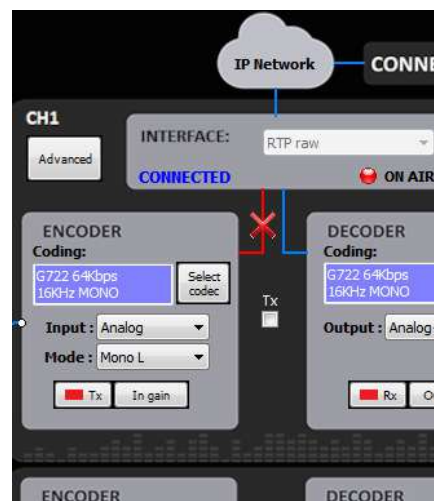 IP Network
CONNE
CH1
Advanced
INTERFACE:
RTP raw
CONNECTED
ON AIR
ENCODER
Coding:
G722 64Kbps
16KHz MONO
Select
codec
Input : Analog
Mode : Mono L
Tx
In gain
Tx
DECODER
Coding:
G722 64Kbps
16KHz MONO
Output : Analog
Rx
O
ENCODER
DECODER